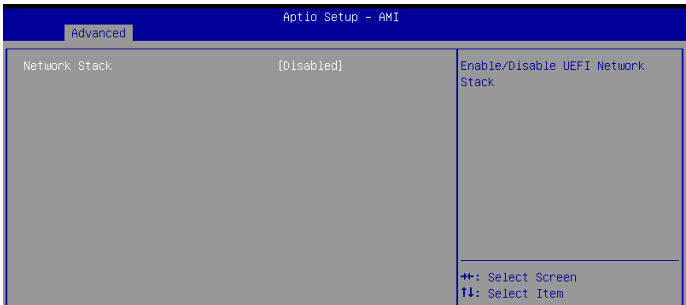 Aptio Setup – AMI
Advanced
Network Stack [Disabled]
Enable/Disable UEFI Network
Stack
→←: Select Screen
↑↓: Select Item